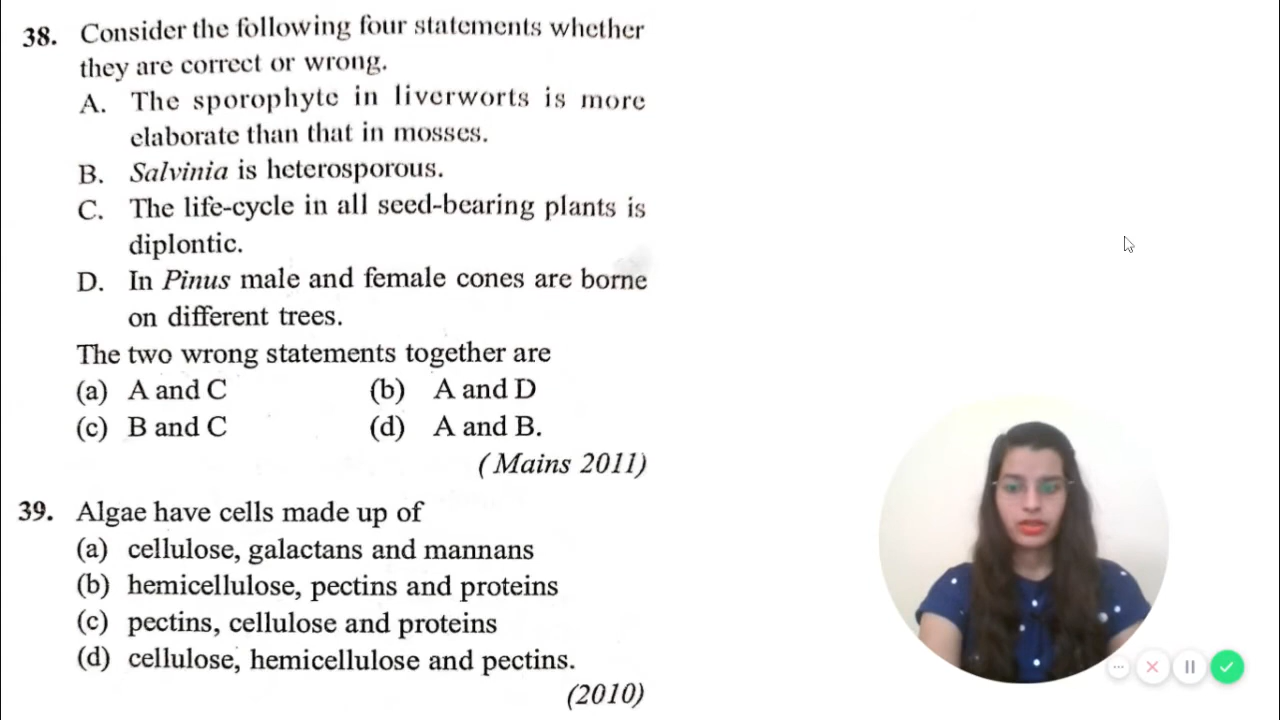 38. Consider the following four statements whether
they are correct or wrong.
A. The sporophyte in liverworts is more
elaborate than that in mosses.
B. Salvinia is heterosporous.
C. The life-cycle in all seed-bearing plants is
diplontic.
D. In Pinus male and female cones are borne
on different trees.
The two wrong statements together are
(a) A and C (b) A and D
(c) B and C (d) A and B.
(Mains 2011)
39. Algae have cells made up of
(a) cellulose, galactans and mannans
(b) hemicellulose, pectins and proteins
(c) pectins, cellulose and proteins
(d) cellulose, hemicellulose and pectins.
(2010)